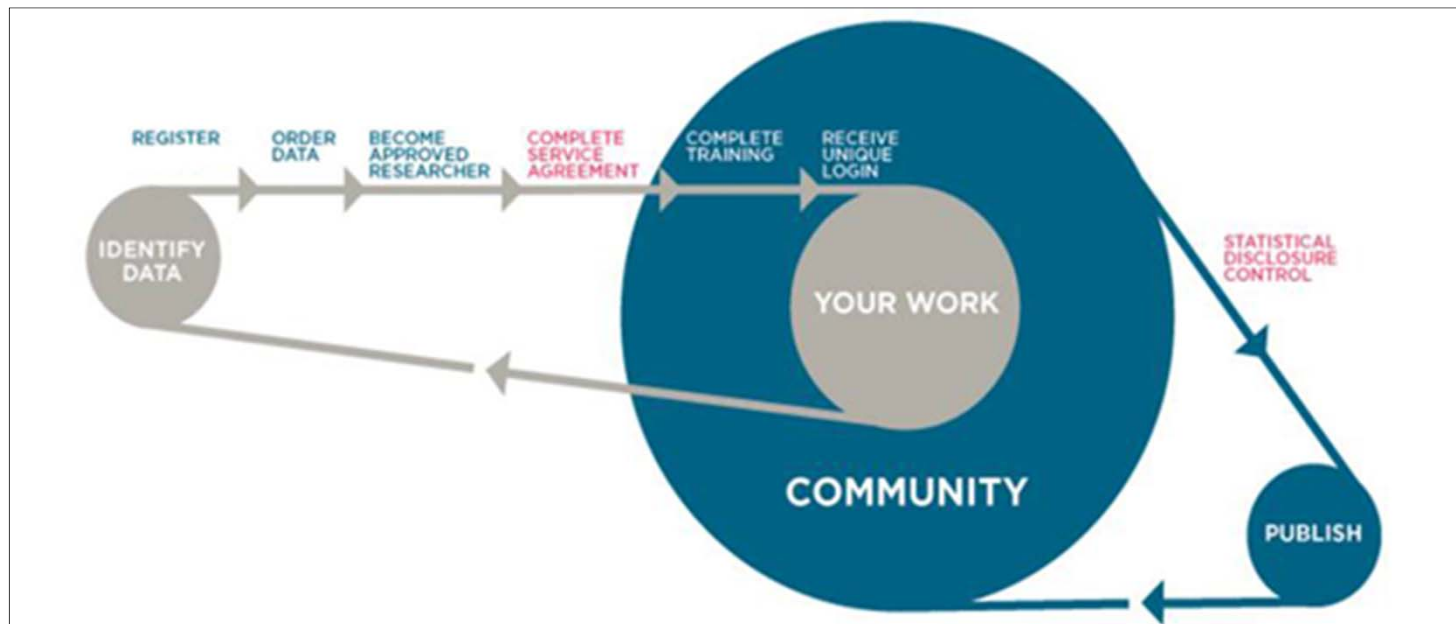 REGISTER
ORDER
DATA
BECOME
APPROVED
RESEARCHER
COMPLETE
SERVICE
AGREEMENT
COMPLETE
TRAINING
RECEIVE
UNIQUE
LOGIN
IDENTIFY
DATA
YOUR WORK
STATISTICAL
DISCLOSURE
CONTROL
COMMUNITY
PUBLISH